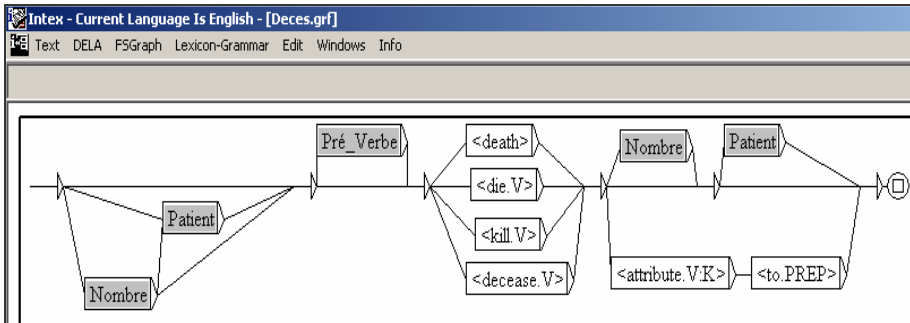 Intex - Current Language Is English - [Deces.grf]
Text DELA FSGraph Lexicon-Grammar Edit Windows Info
Pré_Verbe
<death>
Nombre
Patient
<die.V>
Patient
<kill.V>
Nombre
<decease.V>
<attribute.V:K>
<to.PREP>